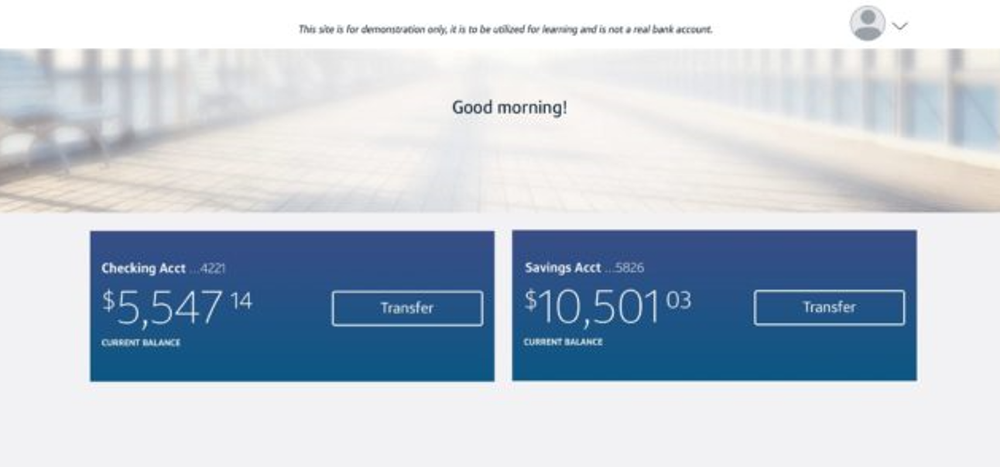 This site is for demonstration only, it is to be utilized for learning and is not a real bank account.
Good morning!
Checking Acct ...4221
$5,547 14
Transfer
CURRENT BALANCE
Savings Acct ...5826
$10,501 03
Transfer
CURRENT BALANCE